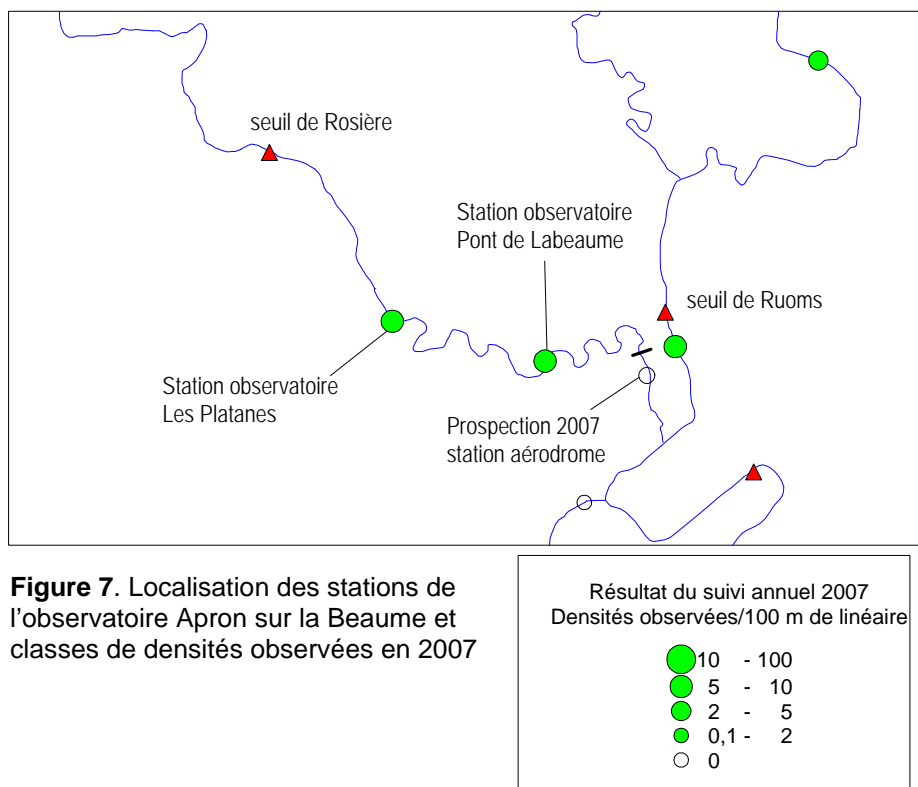 seuil de Rosière
Station observatoire
Pont de Labeaume
seuil de Ruoms
Station observatoire
Les Platanes
Prospection 2007
station aérodrome
Figure 7. Localisation des stations de
l'observatoire Apron sur la Beaume et
classes de densités observées en 2007
Résultat du suivi annuel 2007
Densités observées/100 m de linéaire
10 - 100
5 - 10
2 - 5
0,1 - 2
0